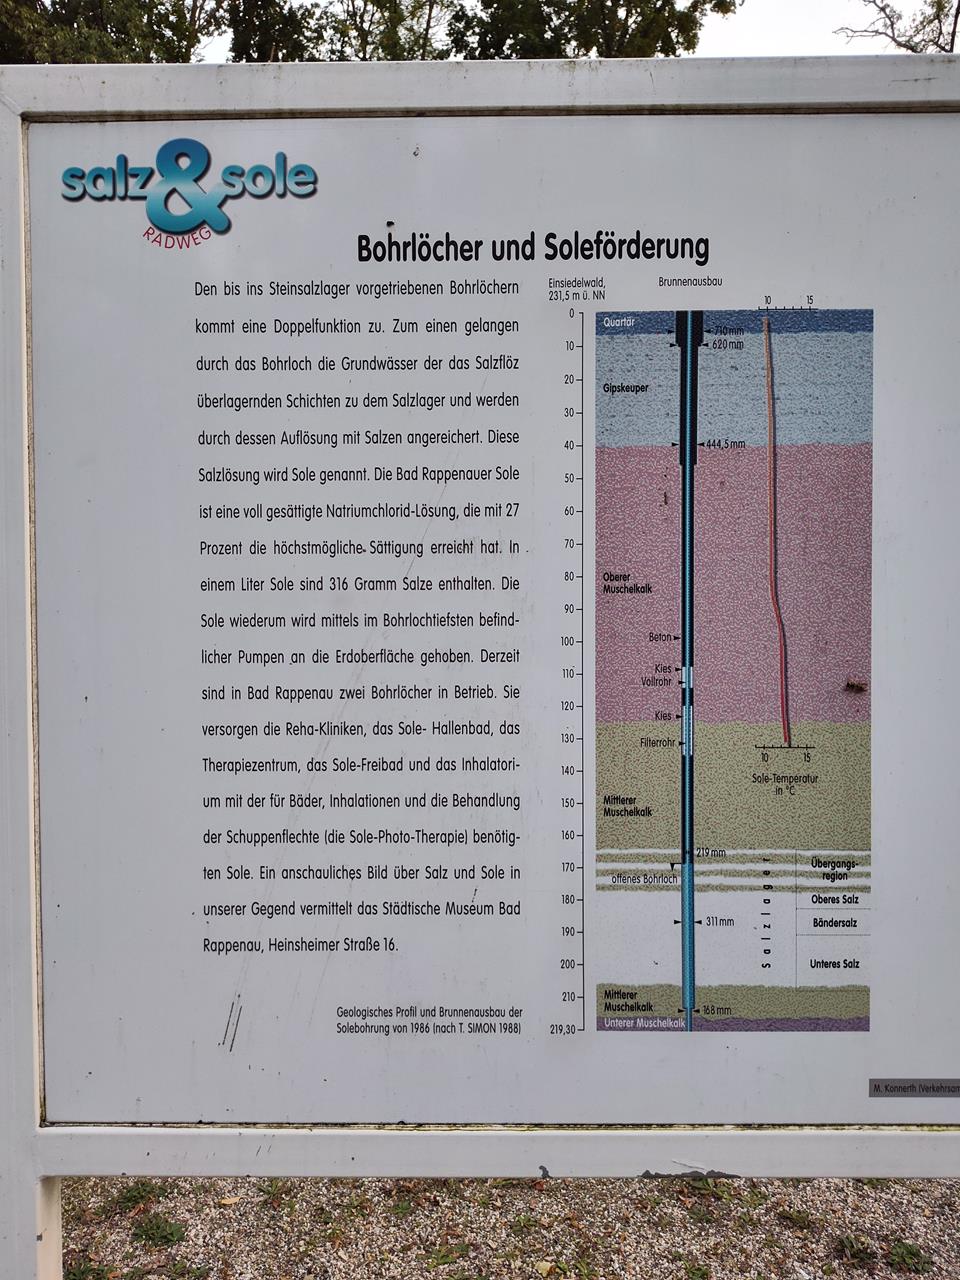 salz&sole
RADWEG
Bohrlöcher und Soleförderung
Den bis ins Steinsalzlager vorgetriebenen Bohrlöchern
kommt eine Doppelfunktion zu. Zum einen gelangen
durch das Bohrloch die Grundwässer der das Salzflöz
überlagernden Schichten zu dem Salzlager und werden
durch dessen Auflösung mit Salzen angereichert. Diese
Salzlösung wird Sole genannt. Die Bad Rappenauer Sole
ist eine voll gesättigte Natriumchlorid-Lösung, die mit 27
Prozent die höchstmögliche Sättigung erreicht hat. In
einem Liter Sole sind 316 Gramm Salze enthalten. Die
Sole wiederum wird mittels im Bohrlochtiefsten befind-
licher Pumpen an die Erdoberfläche gehoben. Derzeit
sind in Bad Rappenau zwei Bohrlöcher in Betrieb. Sie
versorgen die Reha-Kliniken, das Sole- Hallenbad, das
Therapiezentrum, das Sole-Freibad und das Inhalatori-
um mit der für Bäder, Inhalationen und die Behandlung
der Schuppenflechte (die Sole-Photo-Therapie) benötig-
ten Sole. Ein anschauliches Bild über Salz und Sole in
unserer Gegend vermittelt das Städtische Museum Bad
Rappenau, Heinsheimer Straße 16.
Geologisches Profil und Brunnenausbau der
Solebohrung von 1986 (nach T. SIMON 1988)
Einsiedelwald,
231,5 m ü. NN
Brunnenausbau
10 15
0
10
20
30
40
50
60
70
80
90
100
110
120
130
140
150
160
170
180
190
200
210
219,30
Quartär
710 mm
620 mm
Gipskeuper
444,5 mm
Oberer
Muschelkalk
Beton
Kies
Vollrohr
Kies
Filterrohr
10 15
Sole-Temperatur
in °C
Mittlerer
Muschelkalk
219 mm
offenes Bohrloch
Übergangs-
region
Oberes Salz
Bändersalz
Unteres Salz
Salzlager
311 mm
Mittlerer
Muschelkalk
168 mm
Unterer Muschelkalk
M. Konnerth (Verkehrsam